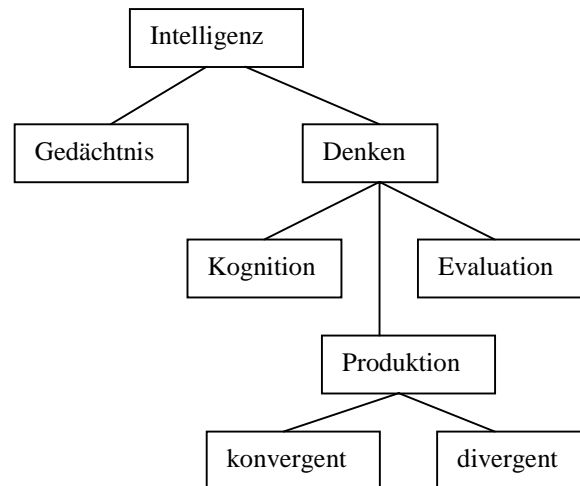 Intelligenz
Gedächtnis
Denken
Kognition
Evaluation
Produktion
konvergent
divergent